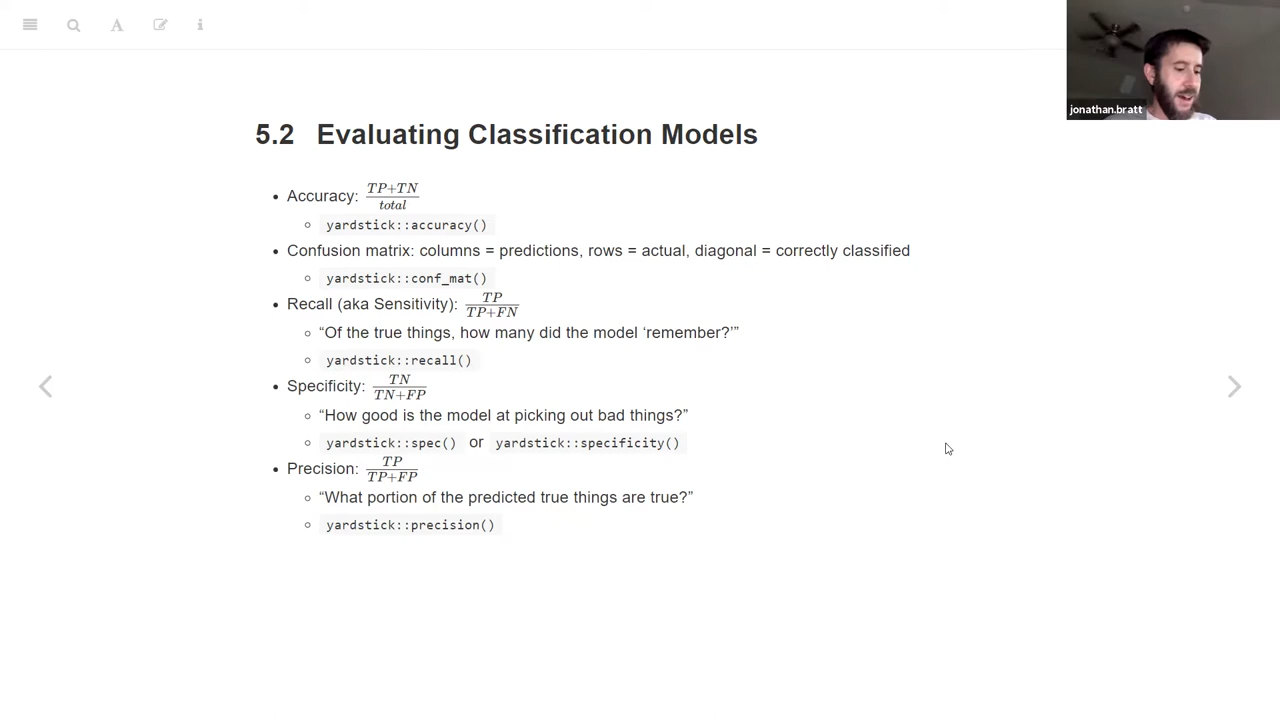 jonathan.bratt
5.2 Evaluating Classification Models
• Accuracy: \frac{TP+TN}{total}
◦ yardstick::accuracy()
• Confusion matrix: columns = predictions, rows = actual, diagonal = correctly classified
◦ yardstick::conf_mat()
• Recall (aka Sensitivity): \frac{TP}{TP+FN}
◦ “Of the true things, how many did the model ‘remember?’”
◦ yardstick::recall()
• Specificity: \frac{TN}{TN+FP}
◦ “How good is the model at picking out bad things?”
◦ yardstick::spec() or yardstick::specificity()
• Precision: \frac{TP}{TP+FP}
◦ “What portion of the predicted true things are true?”
◦ yardstick::precision()